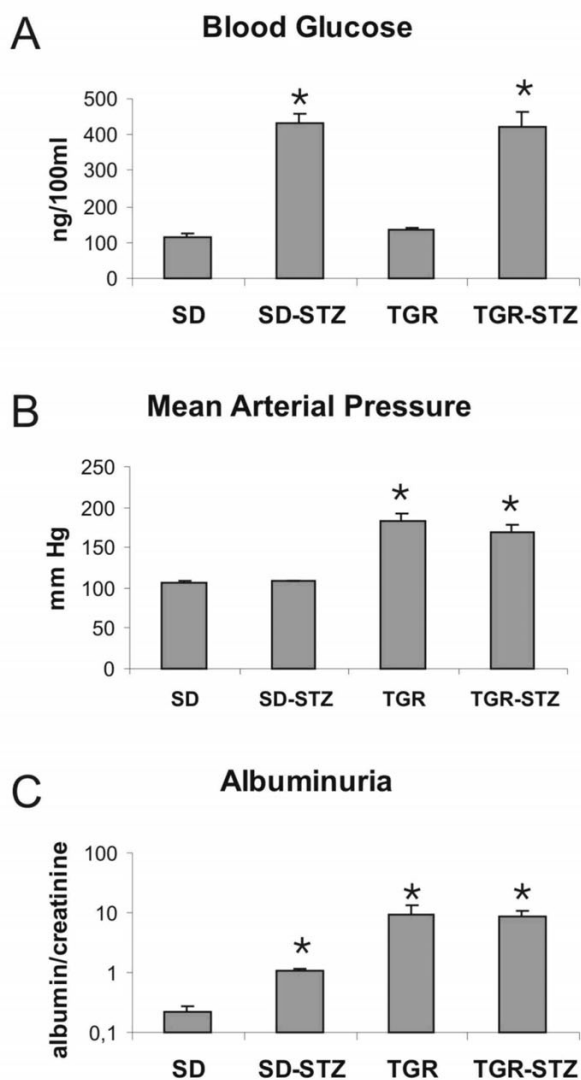 A
Blood Glucose
ng/100ml
500
400
300
200
100
0
*
*
SD SD-STZ TGR TGR-STZ
B
Mean Arterial Pressure
mm Hg
250
200
150
100
50
0
*
*
SD SD-STZ TGR TGR-STZ
C
Albuminuria
albumin/creatinine
100
10
1
0,1
*
*
*
SD SD-STZ TGR TGR-STZ